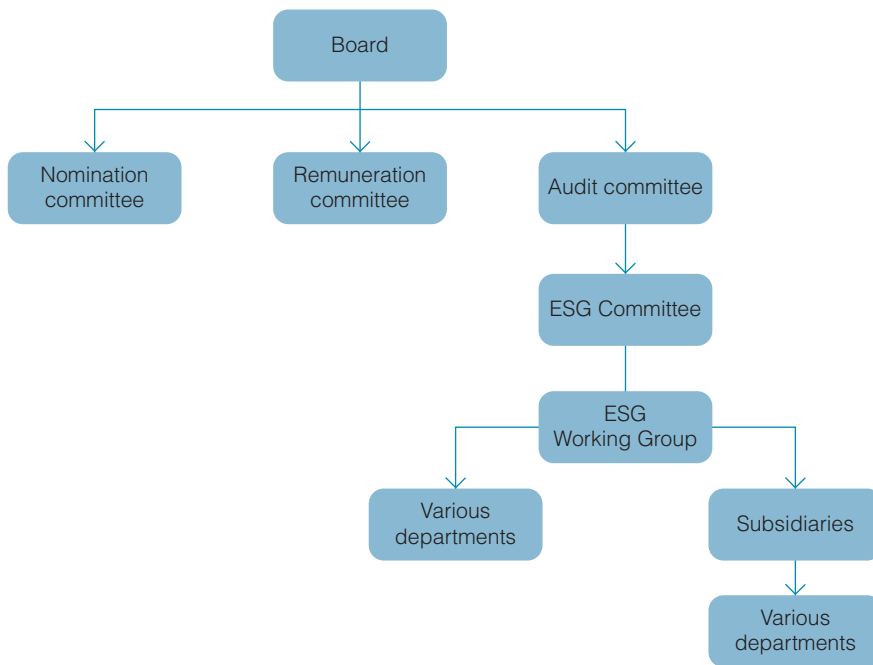 Board
Nomination
committee
Remuneration
committee
Audit committee
ESG Committee
ESG
Working Group
Various
departments
Subsidiaries
Various
departments